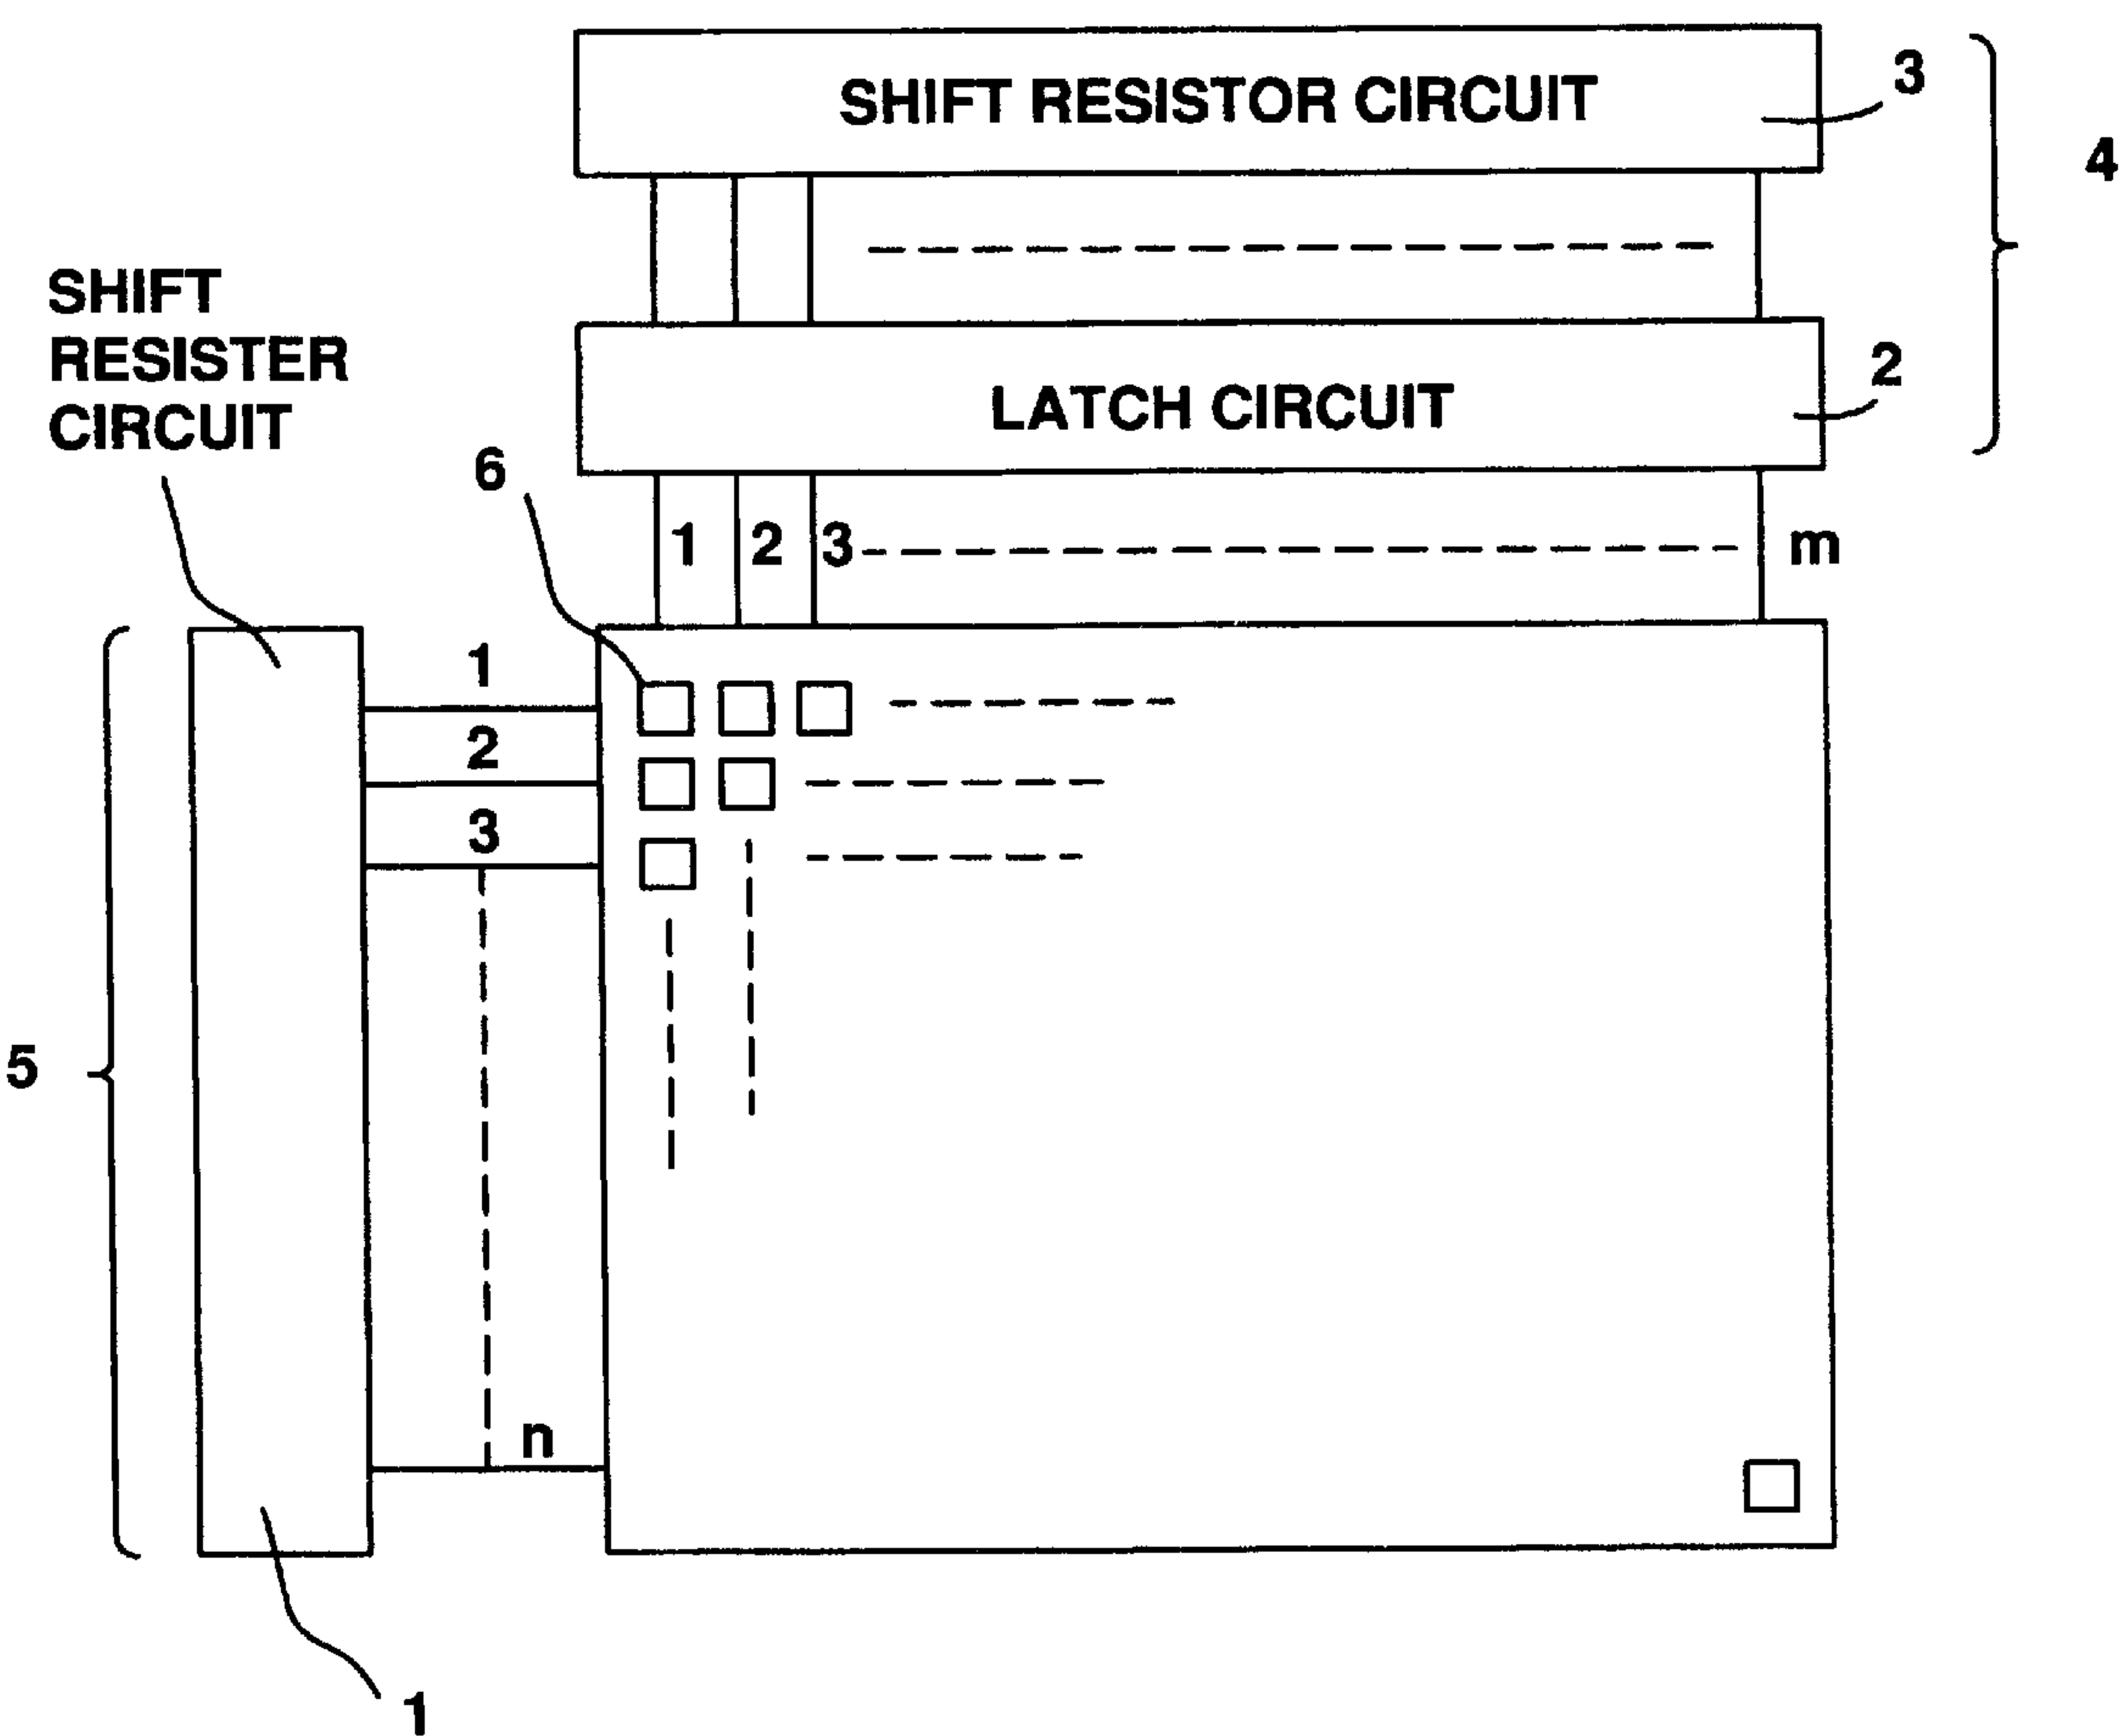 SHIFT RESISTOR CIRCUIT
3
4
SHIFT
RESISTER
CIRCUIT
LATCH CIRCUIT
2
6
1 2 3 m
1
2
3
5
n
1